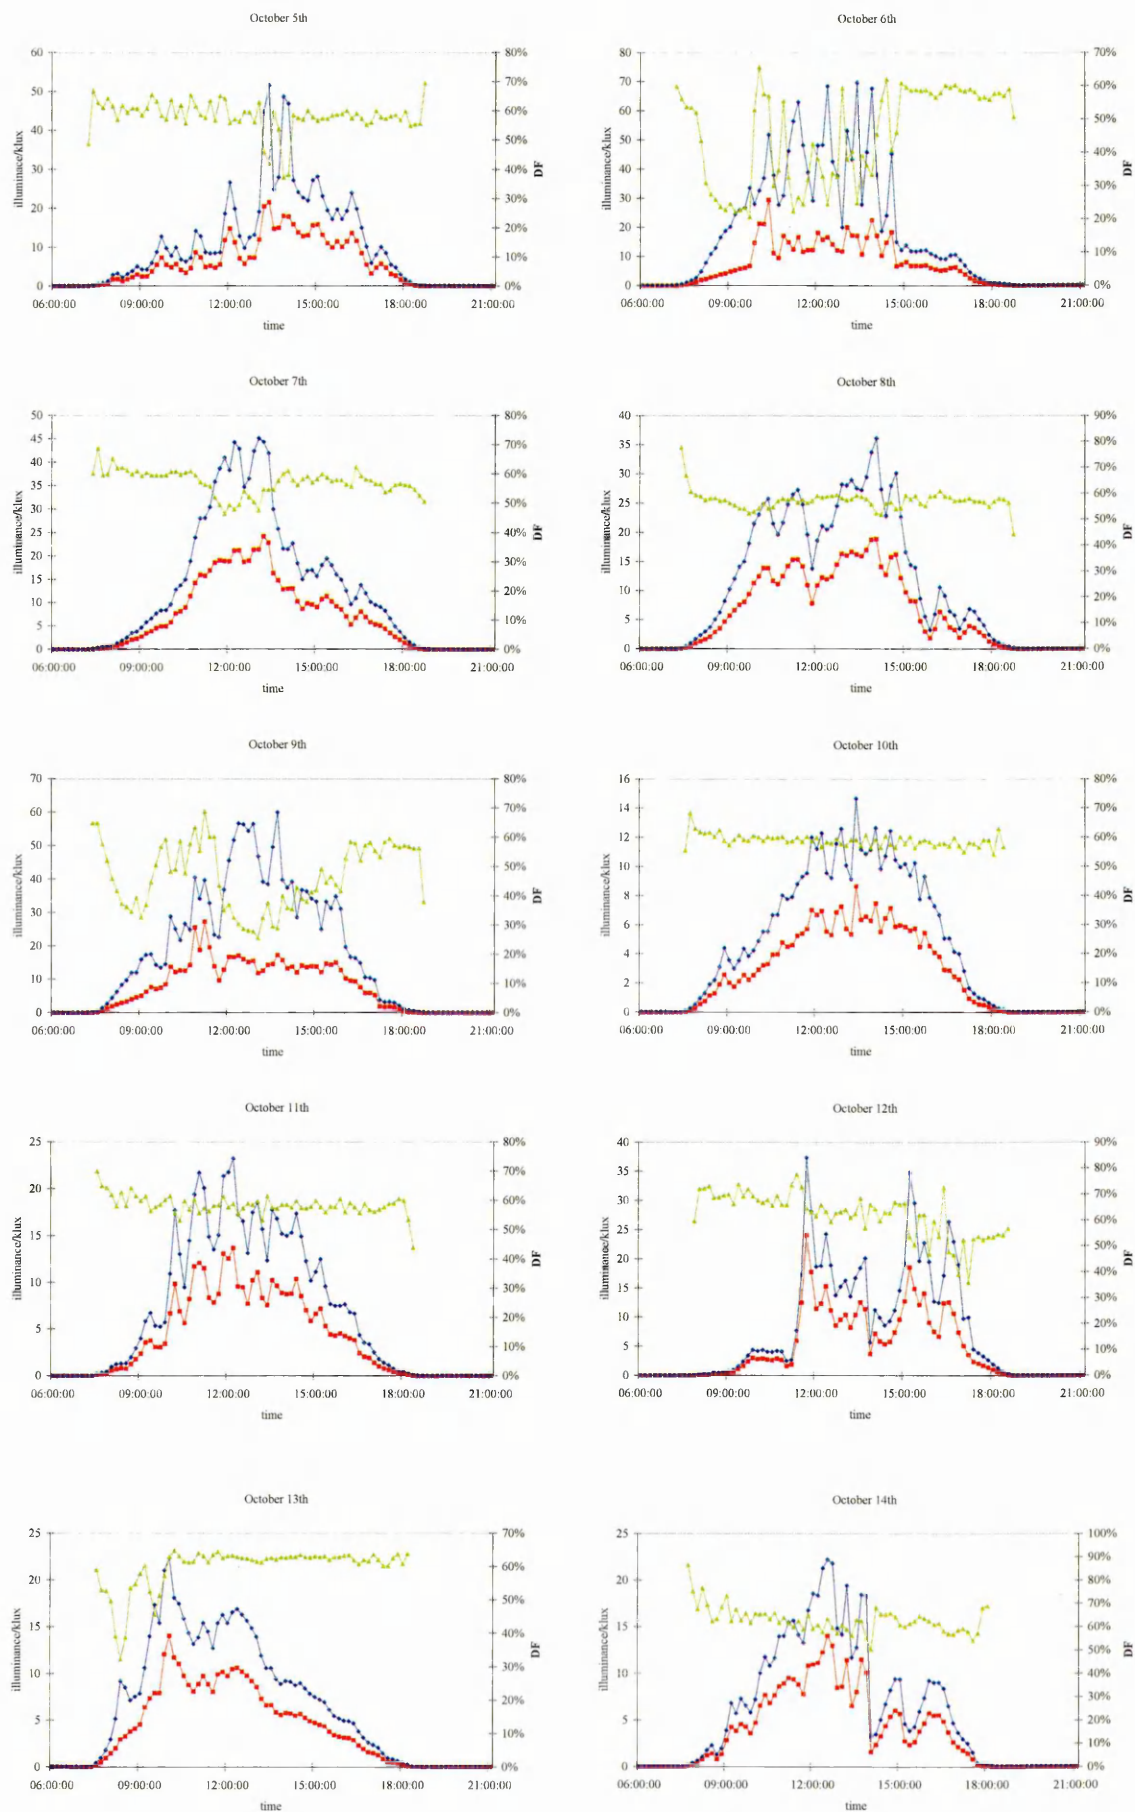 October 5th
60 50 40 30 20 10 0
illuminance/klux
80% 70% 60% 50% 40% 30% 20% 10% 0%
DF
06:00:00 09:00:00 12:00:00 15:00:00 18:00:00 21:00:00
time
October 6th
80 70 60 50 40 30 20 10 0
illuminance/klux
70% 60% 50% 40% 30% 20% 10% 0%
DF
06:00:00 09:00:00 12:00:00 15:00:00 18:00:00 21:00:00
time
October 7th
50 45 40 35 30 25 20 15 10 5 0
illuminance/klux
80% 70% 60% 50% 40% 30% 20% 10% 0%
DF
06:00:00 09:00:00 12:00:00 15:00:00 18:00:00 21:00:00
time
October 8th
40 35 30 25 20 15 10 5 0
illuminance/klux
90% 80% 70% 60% 50% 40% 30% 20% 10% 0%
DF
06:00:00 09:00:00 12:00:00 15:00:00 18:00:00 21:00:00
time
October 9th
70 60 50 40 30 20 10 0
illuminance/klux
80% 70% 60% 50% 40% 30% 20% 10% 0%
DF
06:00:00 09:00:00 12:00:00 15:00:00 18:00:00 21:00:00
time
October 10th
16 14 12 10 8 6 4 2 0
illuminance/klux
80% 70% 60% 50% 40% 30% 20% 10% 0%
DF
06:00:00 09:00:00 12:00:00 15:00:00 18:00:00 21:00:00
time
October 11th
25 20 15 10 5 0
illuminance/klux
80% 70% 60% 50% 40% 30% 20% 10% 0%
DF
06:00:00 09:00:00 12:00:00 15:00:00 18:00:00 21:00:00
time
October 12th
40 35 30 25 20 15 10 5 0
illuminance/klux
90% 80% 70% 60% 50% 40% 30% 20% 10% 0%
DF
06:00:00 09:00:00 12:00:00 15:00:00 18:00:00 21:00:00
time
October 13th
25 20 15 10 5 0
illuminance/klux
70% 60% 50% 40% 30% 20% 10% 0%
DF
06:00:00 09:00:00 12:00:00 15:00:00 18:00:00 21:00:00
time
October 14th
25 20 15 10 5 0
illuminance/klux
100% 90% 80% 70% 60% 50% 40% 30% 20% 10% 0%
DF
06:00:00 09:00:00 12:00:00 15:00:00 18:00:00 21:00:00
time